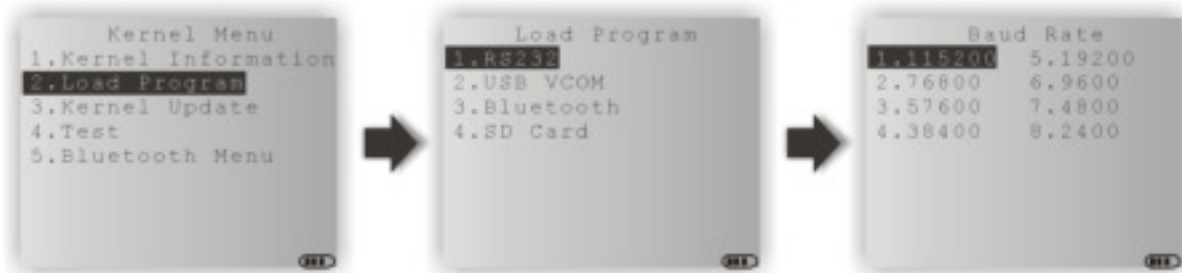 Kernel Menu
1.Kernel Information
2.Load Program
3.Kernel Update
4.Test
5.Bluetooth Menu
Load Program
1.RS232
2.USB VCOM
3.Bluetooth
4.SD Card
Baud Rate
1.115200 5.19200
2.76800 6.9600
3.57600 7.4800
4.38400 8.2400